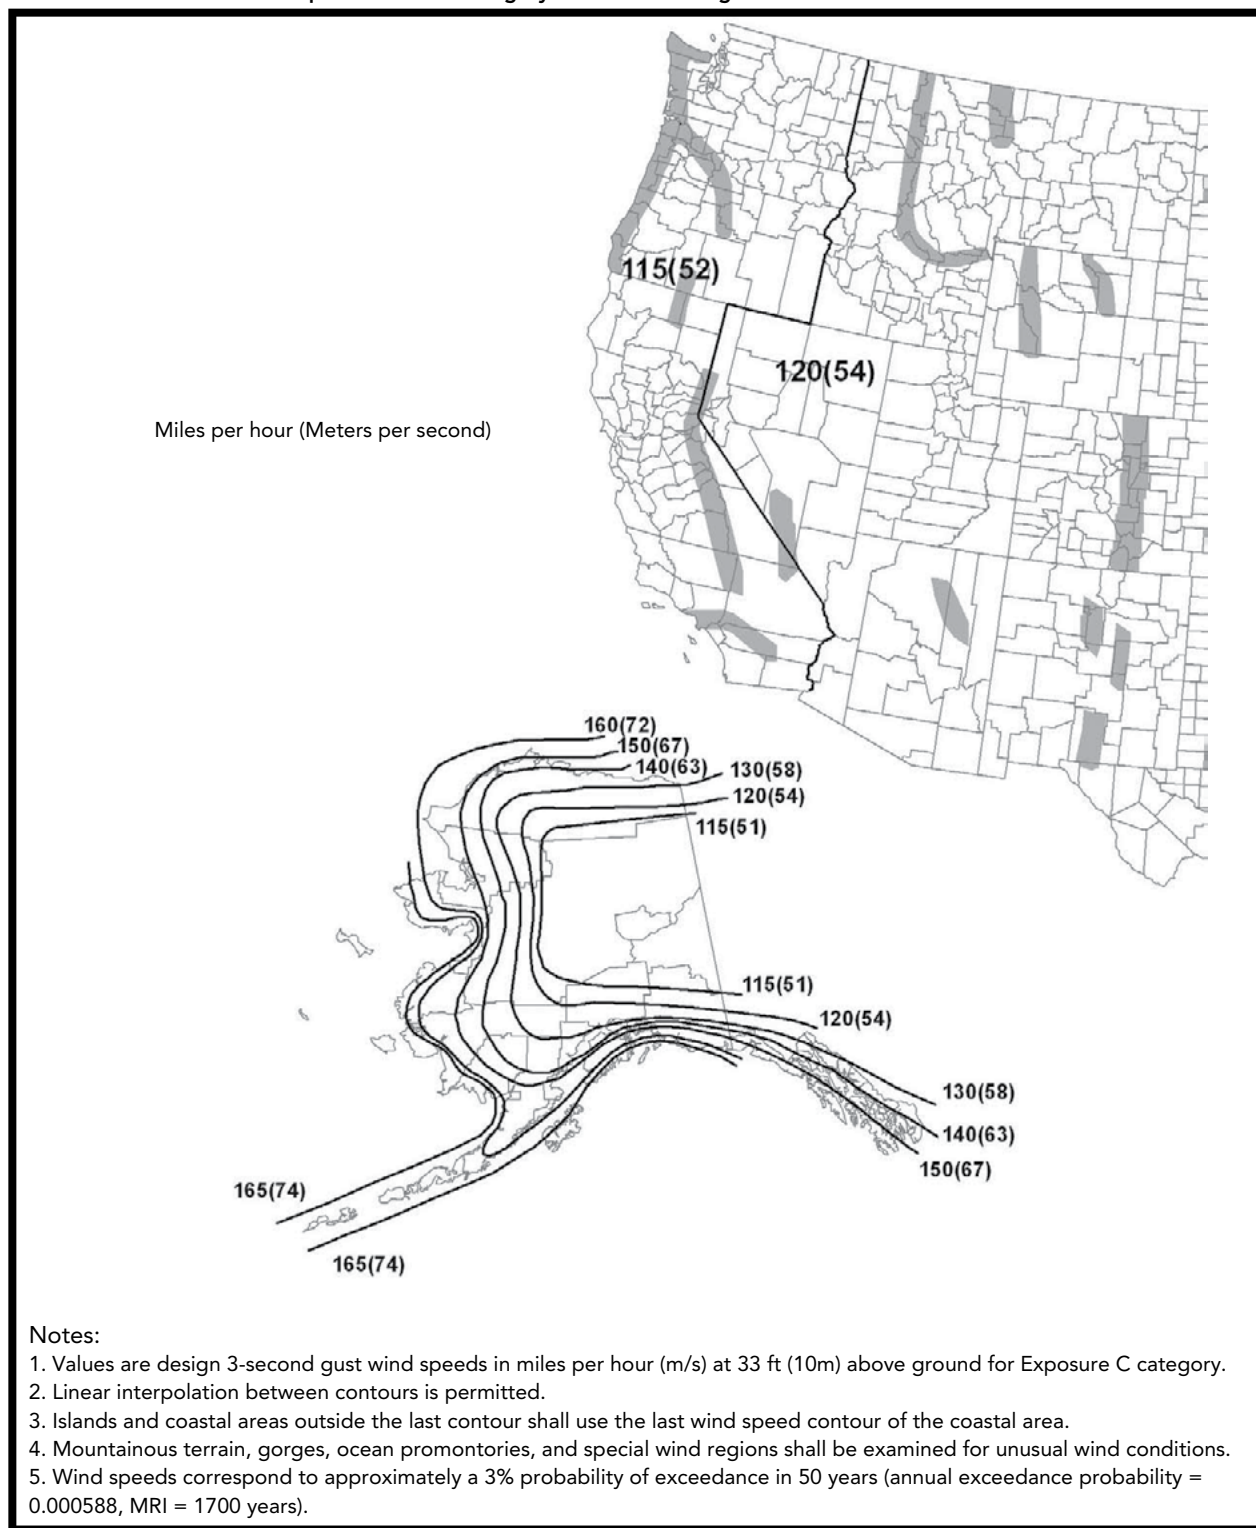 115(52)
120(54)
Miles per hour (Meters per second)
160(72)
150(67)
140(63)
130(58)
120(54)
115(51)
115(51)
120(54)
130(58)
140(63)
150(67)
165(74)
165(74)
Notes:
1. Values are design 3-second gust wind speeds in miles per hour (m/s) at 33 ft (10m) above ground for Exposure C category.
2. Linear interpolation between contours is permitted.
3. Islands and coastal areas outside the last contour shall use the last wind speed contour of the coastal area.
4. Mountainous terrain, gorges, ocean promontories, and special wind regions shall be examined for unusual wind conditions.
5. Wind speeds correspond to approximately a 3% probability of exceedance in 50 years (annual exceedance probability =
0.000588, MRI = 1700 years).